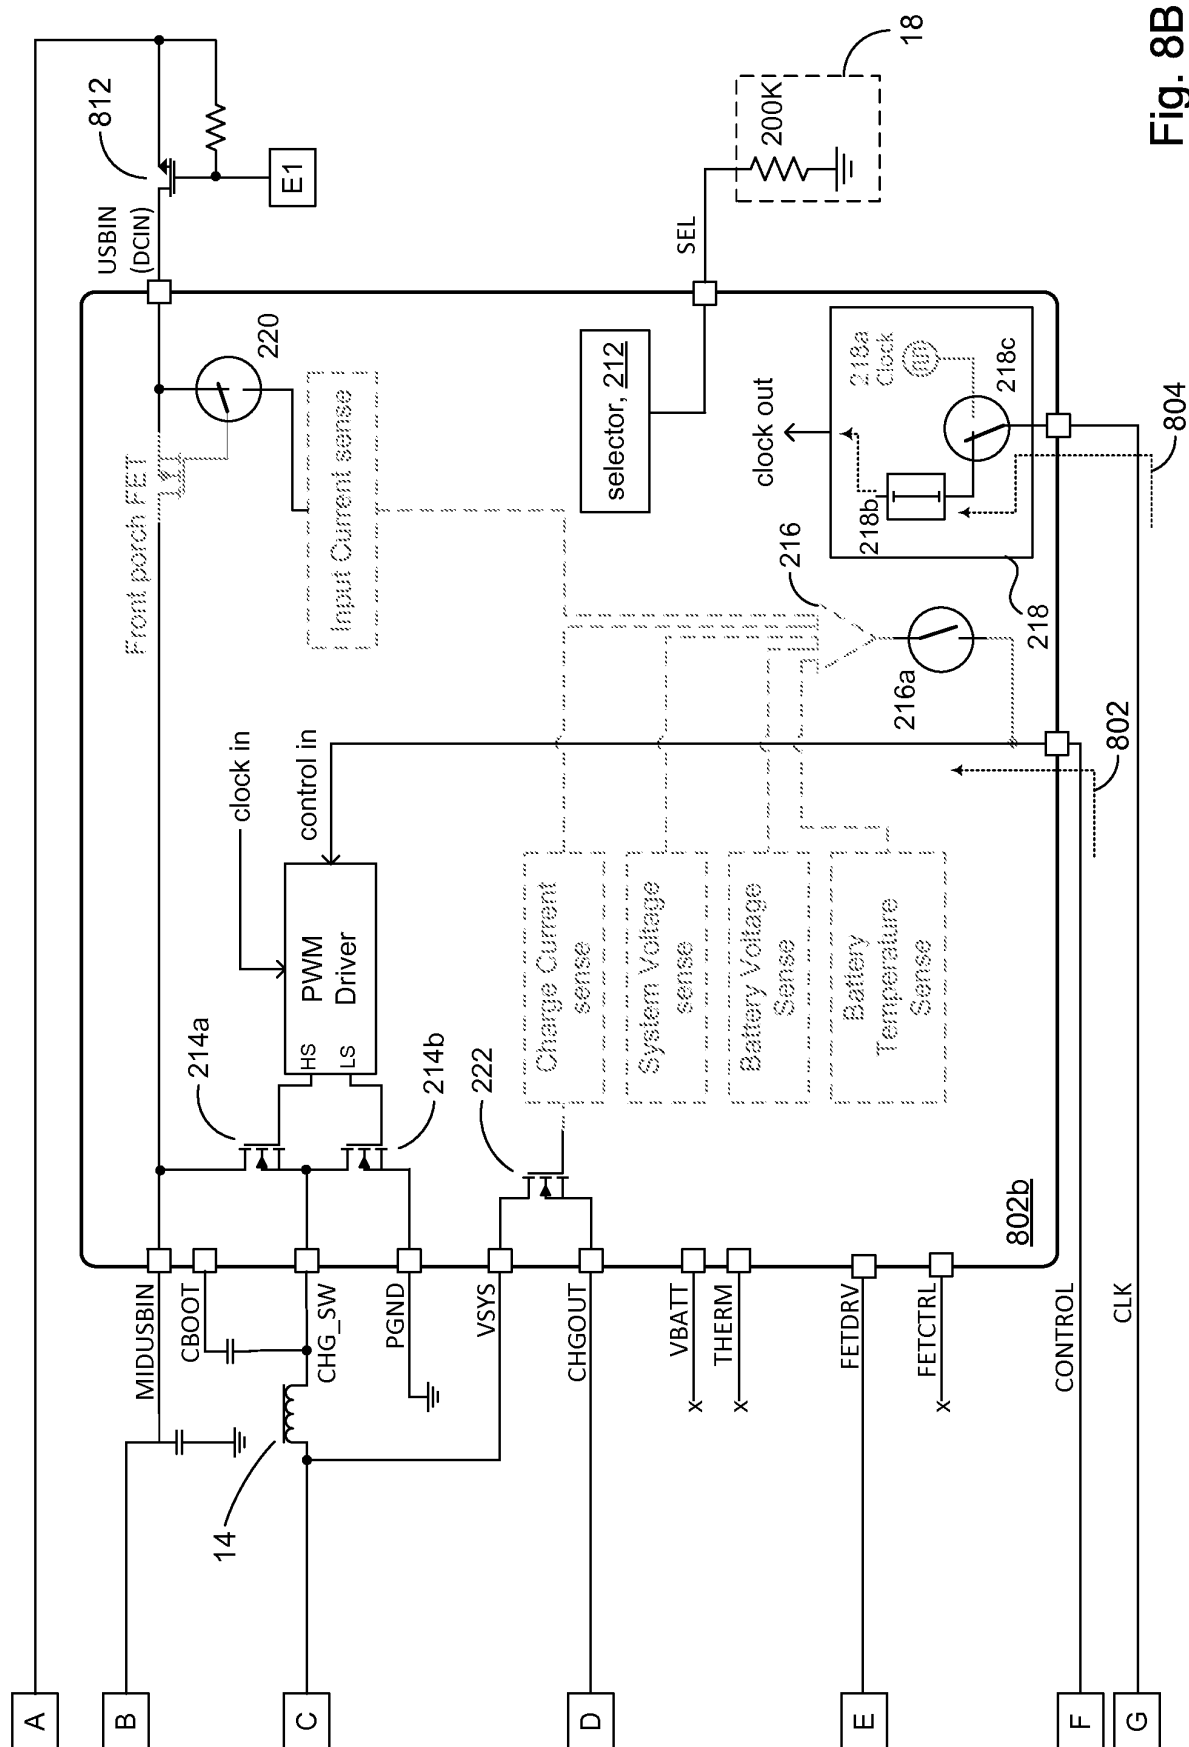 A
812
E1
USBIN
(DCIN)
18
200K
SEL
Fig. 8B
220
Front porch FET
Input Current sense
selector, 212
clock out
218a
Clock
218b
218c
804
218
216
216a
802
clock in
control in
PWM
Driver
HS
LS
214a
214b
222
Charge Current
sense
System Voltage
sense
Battery Voltage
Sense
Battery
Temperature
Sense
802b
MIDUSBIN
CBOOT
CHG_SW
PGND
VSYS
CHGOUT
VBATT
x
THERM
x
FETDRV
FETCTRL
x
CONTROL
CLK
14
B
C
D
E
F
G